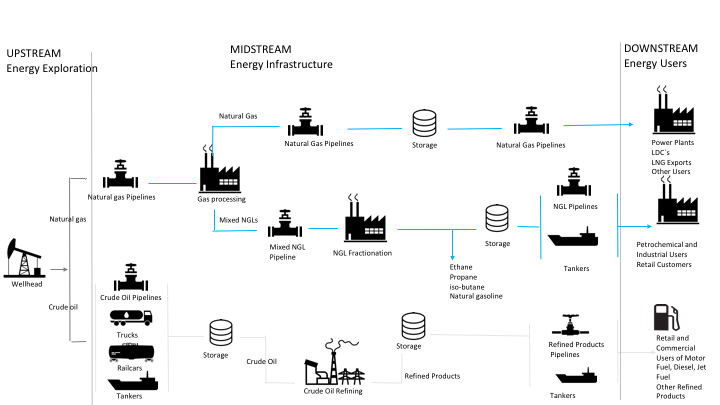 UPSTREAM
Energy Exploration
MIDSTREAM
Energy Infrastructure
DOWNSTREAM
Energy Users
Natural Gas
Natural Gas Pipelines
Storage
Natural Gas Pipelines
Power Plants
LDC´s
LNG Exports
Other Users
Natural gas Pipelines
Gas processing
Natural gas
Mixed NGLs
Mixed NGL
Pipeline
NGL Fractionation
Storage
NGL Pipelines
Tankers
Petrochemical and
Industrial Users
Retail Customers
Ethane
Propane
iso-butane
Natural gasoline
Wellhead
Crude oil
Crude Oil Pipelines
Trucks
Railcars
Tankers
Storage
Crude Oil
Crude Oil Refining
Storage
Refined Products
Refined Products
Pipelines
Tankers
Retail and
Commercial
Users of Motor
Fuel, Diesel, Jet
Fuel
Other Refined
Products